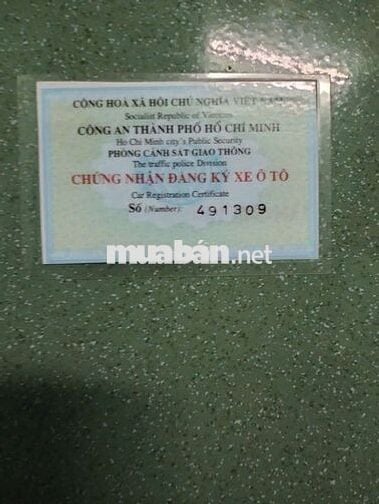 CỘNG HOÀ XÃ HỘI CHỦ NGHĨA VIỆT NAM
Socialist Republic of Vietnam
CÔNG AN THÀNH PHỐ HỒ CHÍ MINH
Ho Chi Minh city's Public Security
PHÒNG CẢNH SÁT GIAO THÔNG
The traffic police Division
CHỨNG NHẬN ĐĂNG KÝ XE Ô TÔ
Car Registration Certificate
Số (Number): 491309
muabán.net